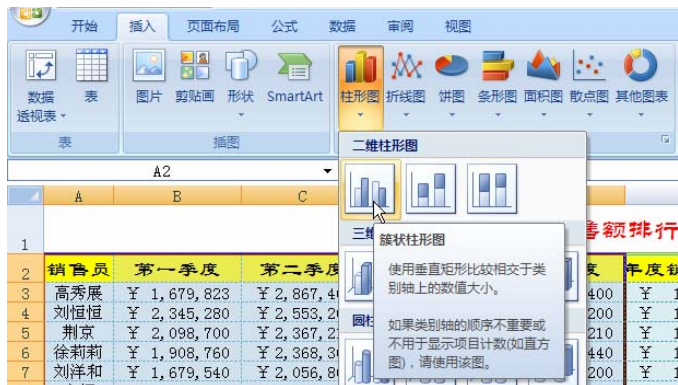 开始 插入 页面布局 公式 数据 审阅 视图
数据透视表 表 图片 剪贴画 形状 SmartArt 柱形图 折线图 饼图 条形图 面积图 散点图 其他图表
表 插图
二维柱形图
A2
A B C
簇状柱形图
使用垂直矩形比较相交于类
别轴上的数值大小。
如果类别轴的顺序不重要或
不用于显示项目计数(如直方
图)，请使用该图。
1 售额排行
2 销售员 第一季度 第二季度 度 年度
3 高秀展 ¥ 1,679,823 ¥ 2,867,4 400 ¥ 1
4 刘恒恒 ¥ 2,345,280 ¥ 2,553,2 200 ¥ 1
5 荆京 ¥ 2,098,700 ¥ 2,367,2 210 ¥ 1
6 徐莉莉 ¥ 1,908,760 ¥ 2,368,3 440 ¥ 1
7 刘洋和 ¥ 1,679,540 ¥ 2,056,8 200 ¥ 1